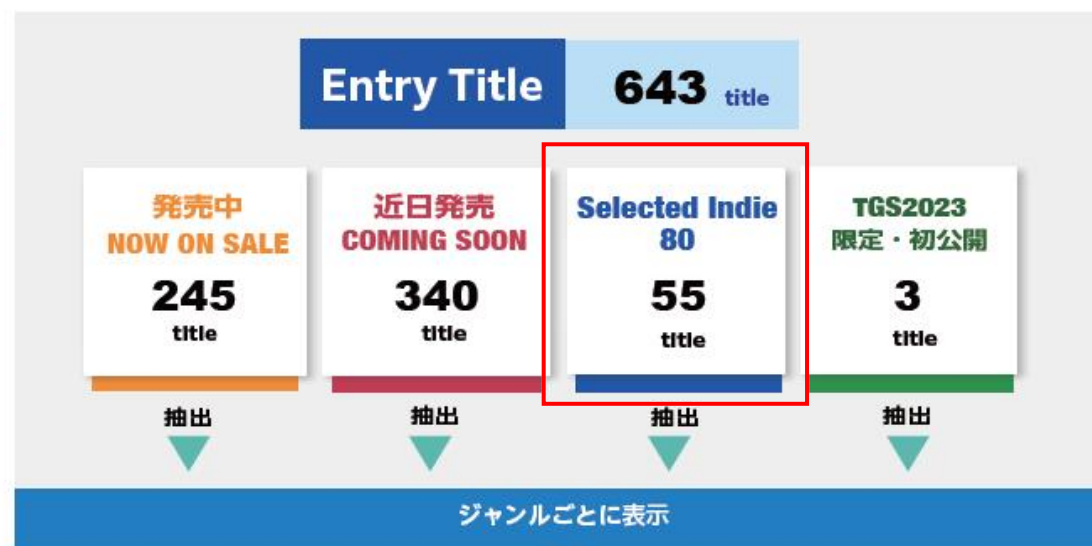 Entry Title 643 title
発売中
NOW ON SALE
245
title
近日発売
COMING SOON
340
title
Selected Indie
80
55
title
TGS2023
限定・初公開
3
title
抽出 抽出 抽出 抽出
ジャンルごとに表示